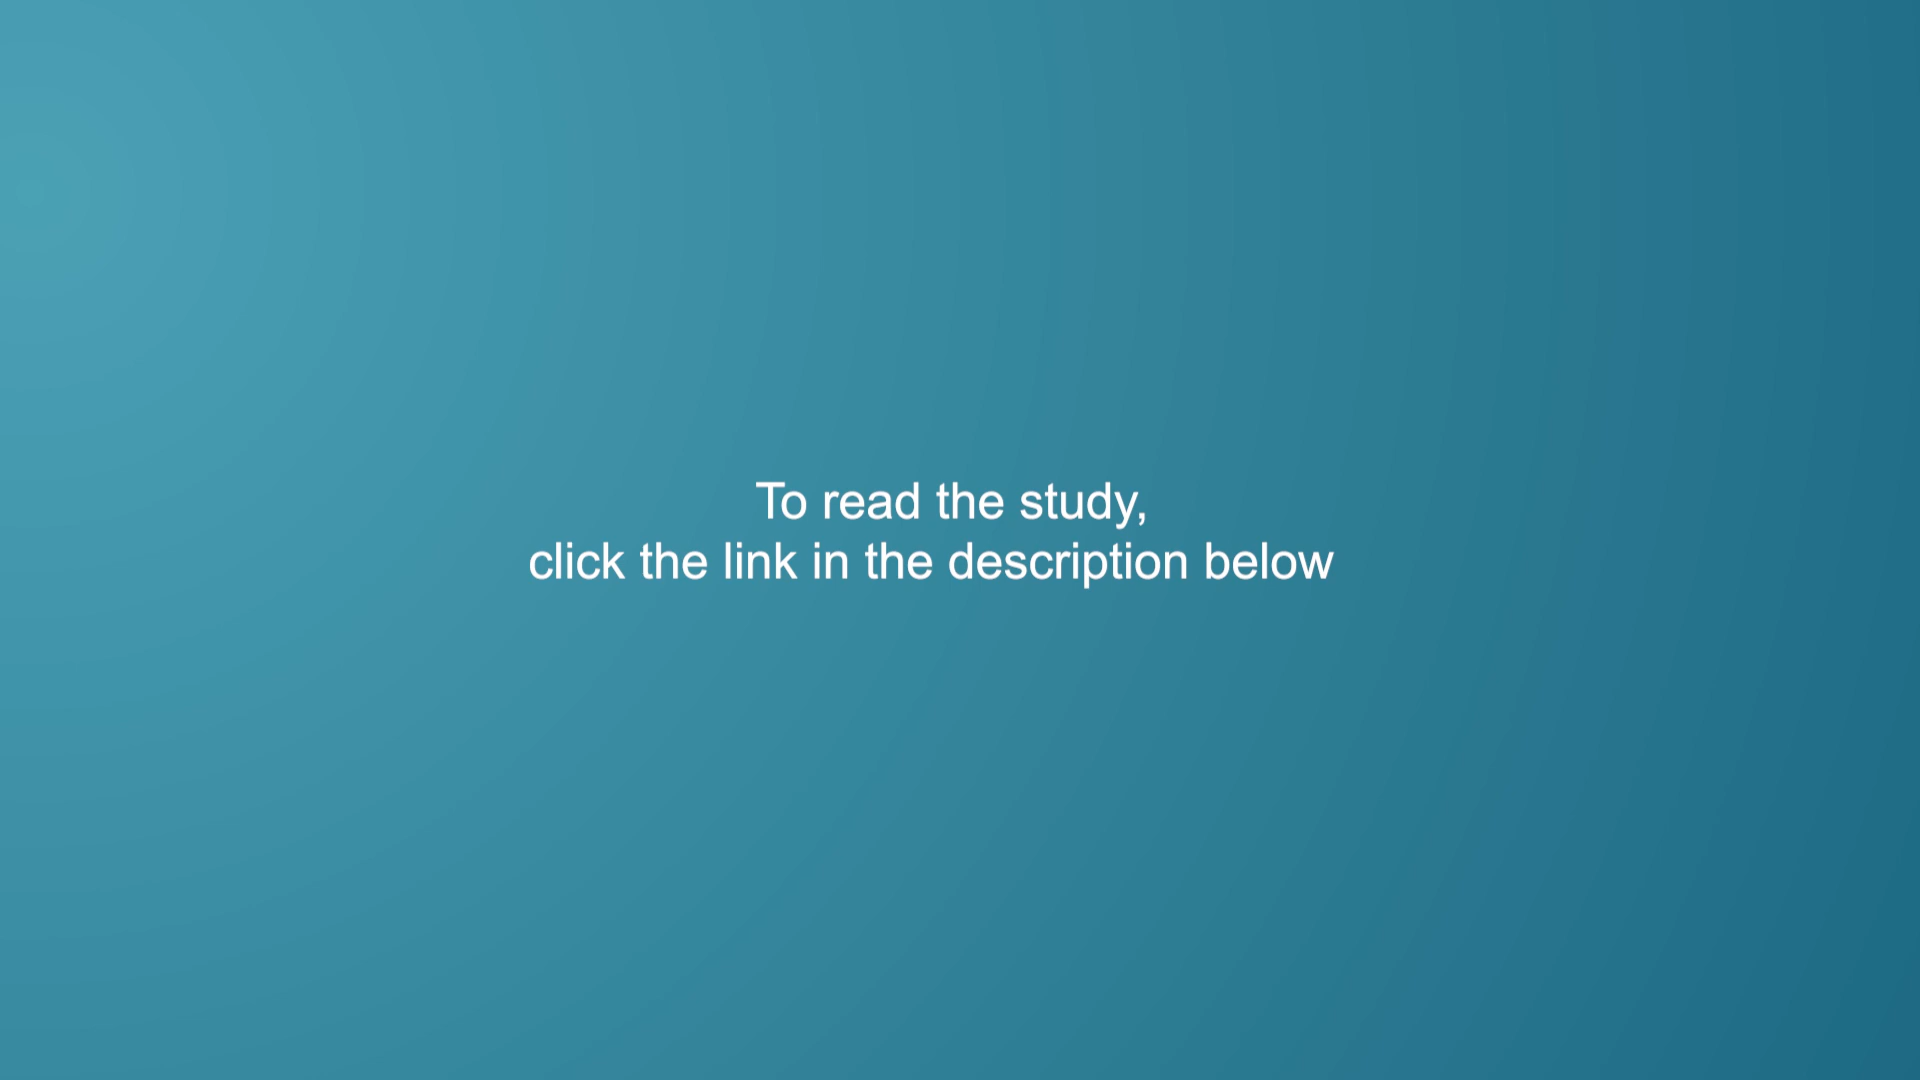 To read the study,
click the link in the description below